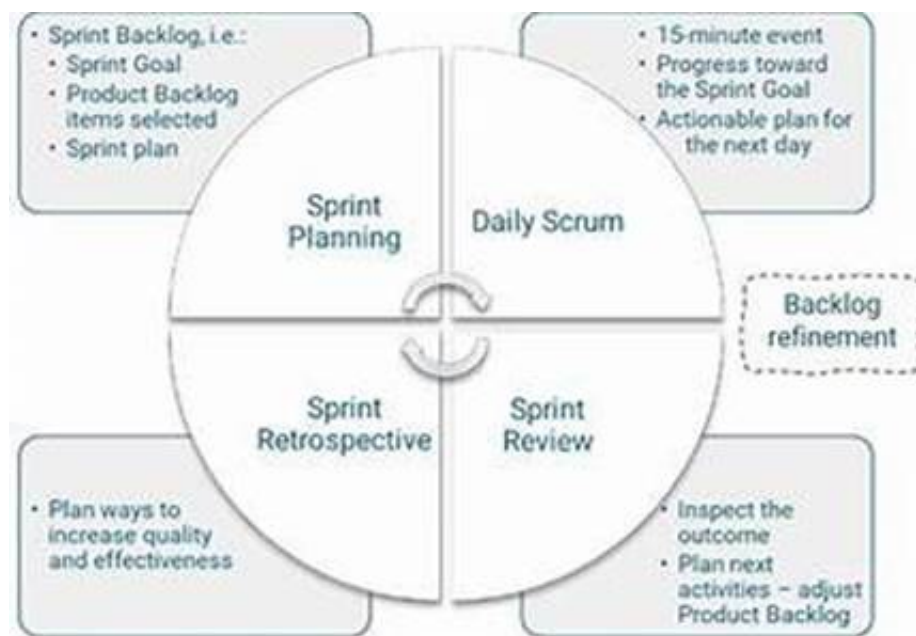 • Sprint Backlog, i.e.:
• Sprint Goal
• Product Backlog
items selected
• Sprint plan
• 15-minute event
• Progress toward
the Sprint Goal
• Actionable plan for
the next day
Sprint
Planning
Daily Scrum
Backlog
refinement
Sprint
Retrospective
Sprint
Review
• Plan ways to
increase quality
and effectiveness
• Inspect the
outcome
• Plan next
activities – adjust
Product Backlog